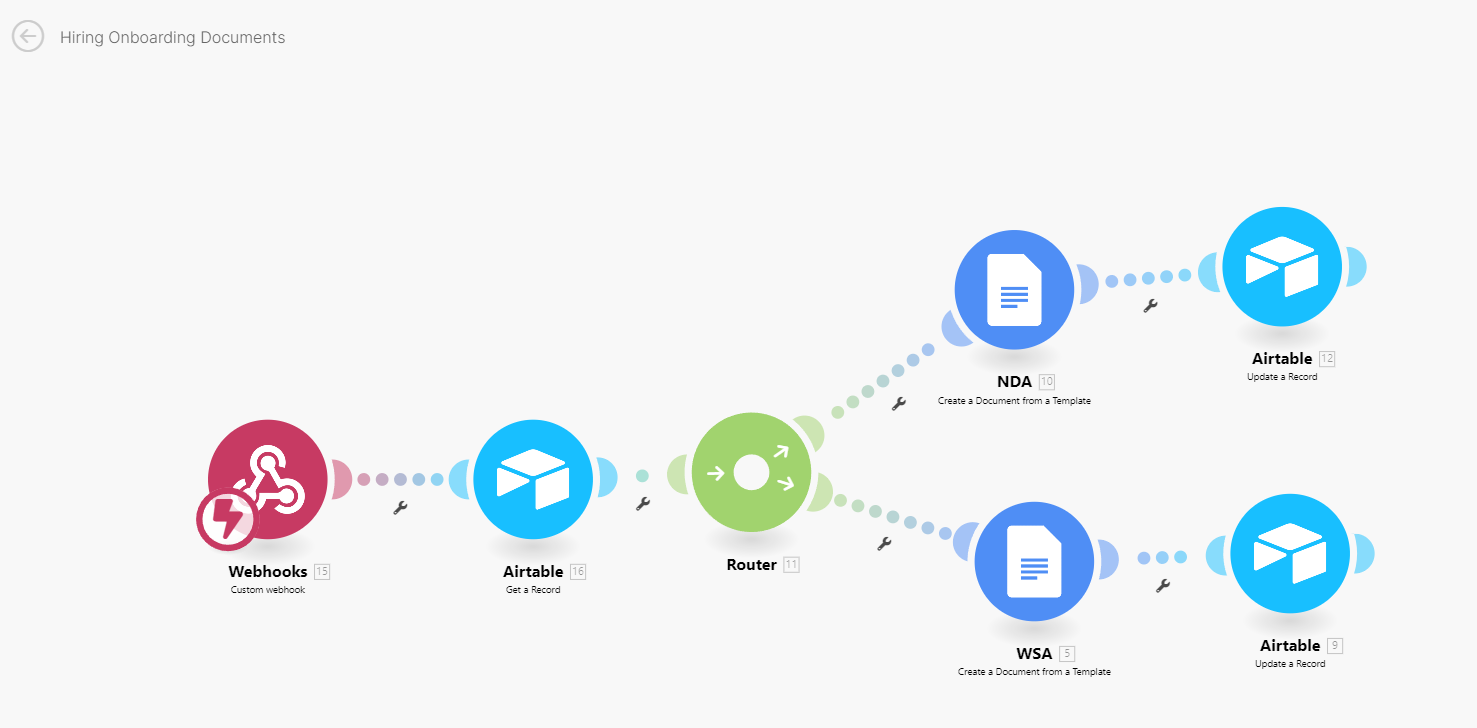 Hiring Onboarding Documents
Airtable 12
Update a Record
NDA 10
Create a Document from a Template
Webhooks 15
Custom webhook
Airtable 16
Get a Record
Router 11
WSA 5
Create a Document from a Template
Airtable 9
Update a Record